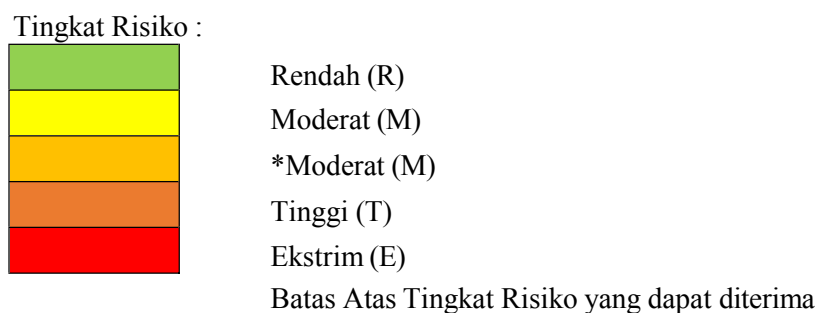 Tingkat Risiko :
Rendah (R)
Moderat (M)
*Moderat (M)
Tinggi (T)
Ekstrim (E)
Batas Atas Tingkat Risiko yang dapat diterima